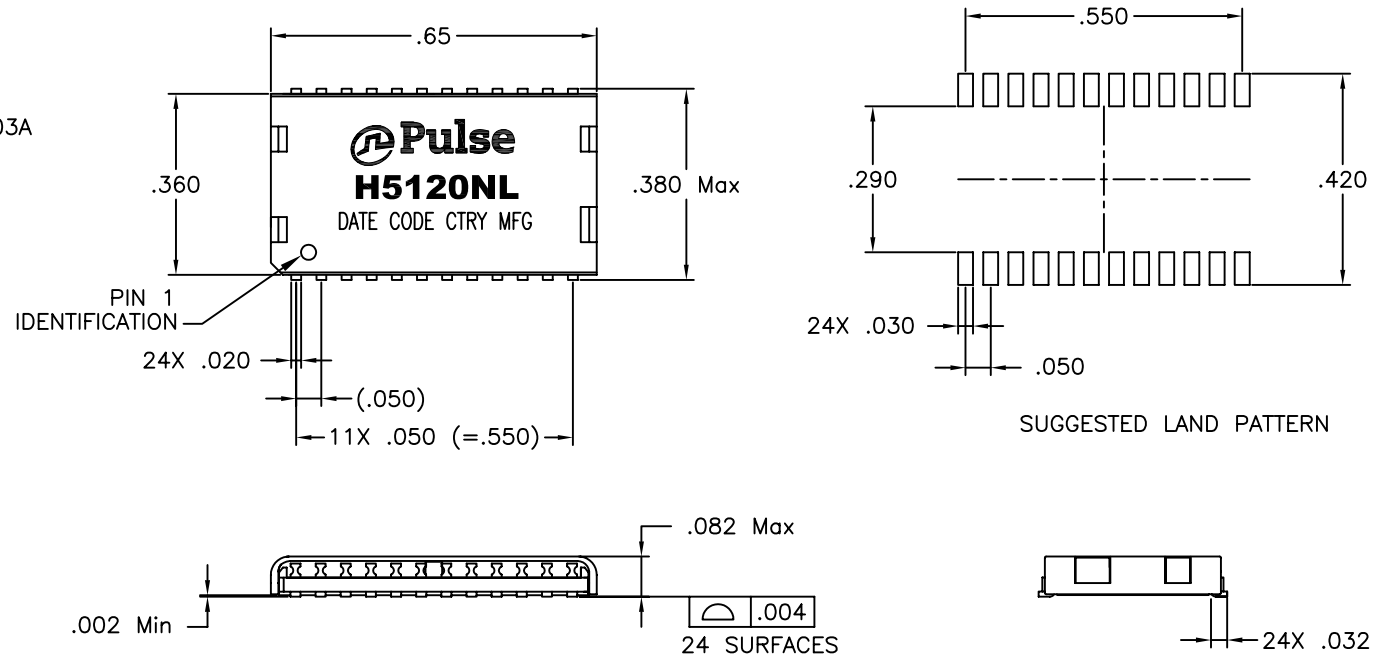 .65
.550
03A
Pulse
H5120NL
DATE CODE CTRY MFG
.360
.380 Max
.290
.420
PIN 1
IDENTIFICATION
24X .020
(.050)
11X .050 (=.550)
24X .030
.050
SUGGESTED LAND PATTERN
.082 Max
.002 Min
.004
24 SURFACES
24X .032